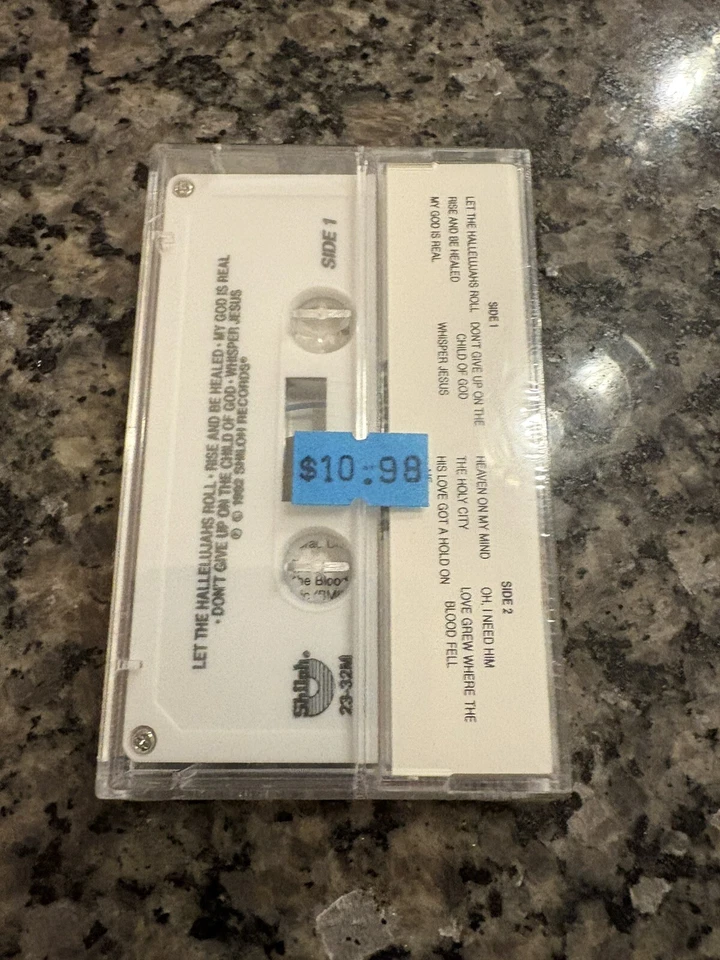 SIDE 1
LET THE HALLELUJAHS ROLL • RISE AND BE HEALED • MY GOD IS REAL
• DON'T GIVE UP ON THE CHILD OF GOD • WHISPER JESUS
℗ © 1992 SHILOH RECORDS®
Shiloh®
23-32M
$10.98
the Bloo
SIDE 1
LET THE HALLELUJAHS ROLL
RISE AND BE HEALED
MY GOD IS REAL
DON'T GIVE UP ON THE
CHILD OF GOD
WHISPER JESUS
SIDE 2
HEAVEN ON MY MIND
THE HOLY CITY
HIS LOVE GOT A HOLD ON
OH, I NEED HIM
LOVE GREW WHERE THE
BLOOD FELL